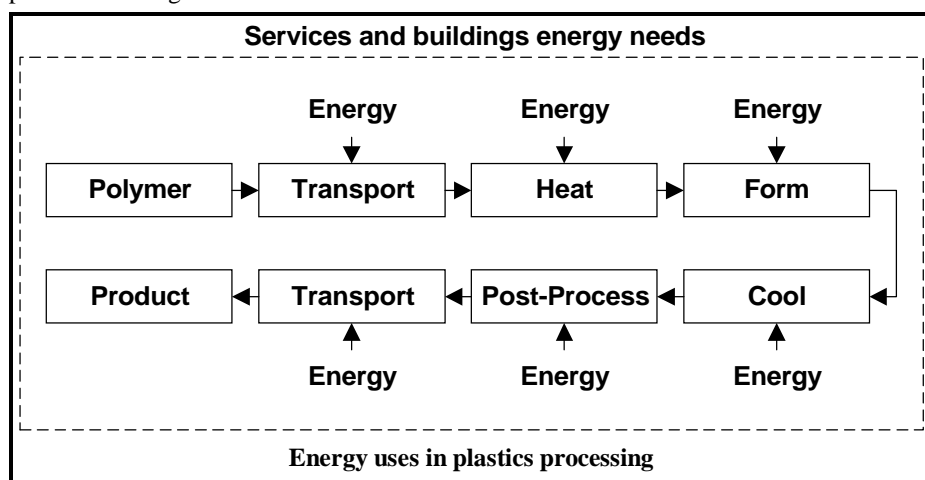 Services and buildings energy needs
Energy Energy Energy
Polymer Transport Heat Form
Product Transport Post-Process Cool
Energy Energy Energy
Energy uses in plastics processing